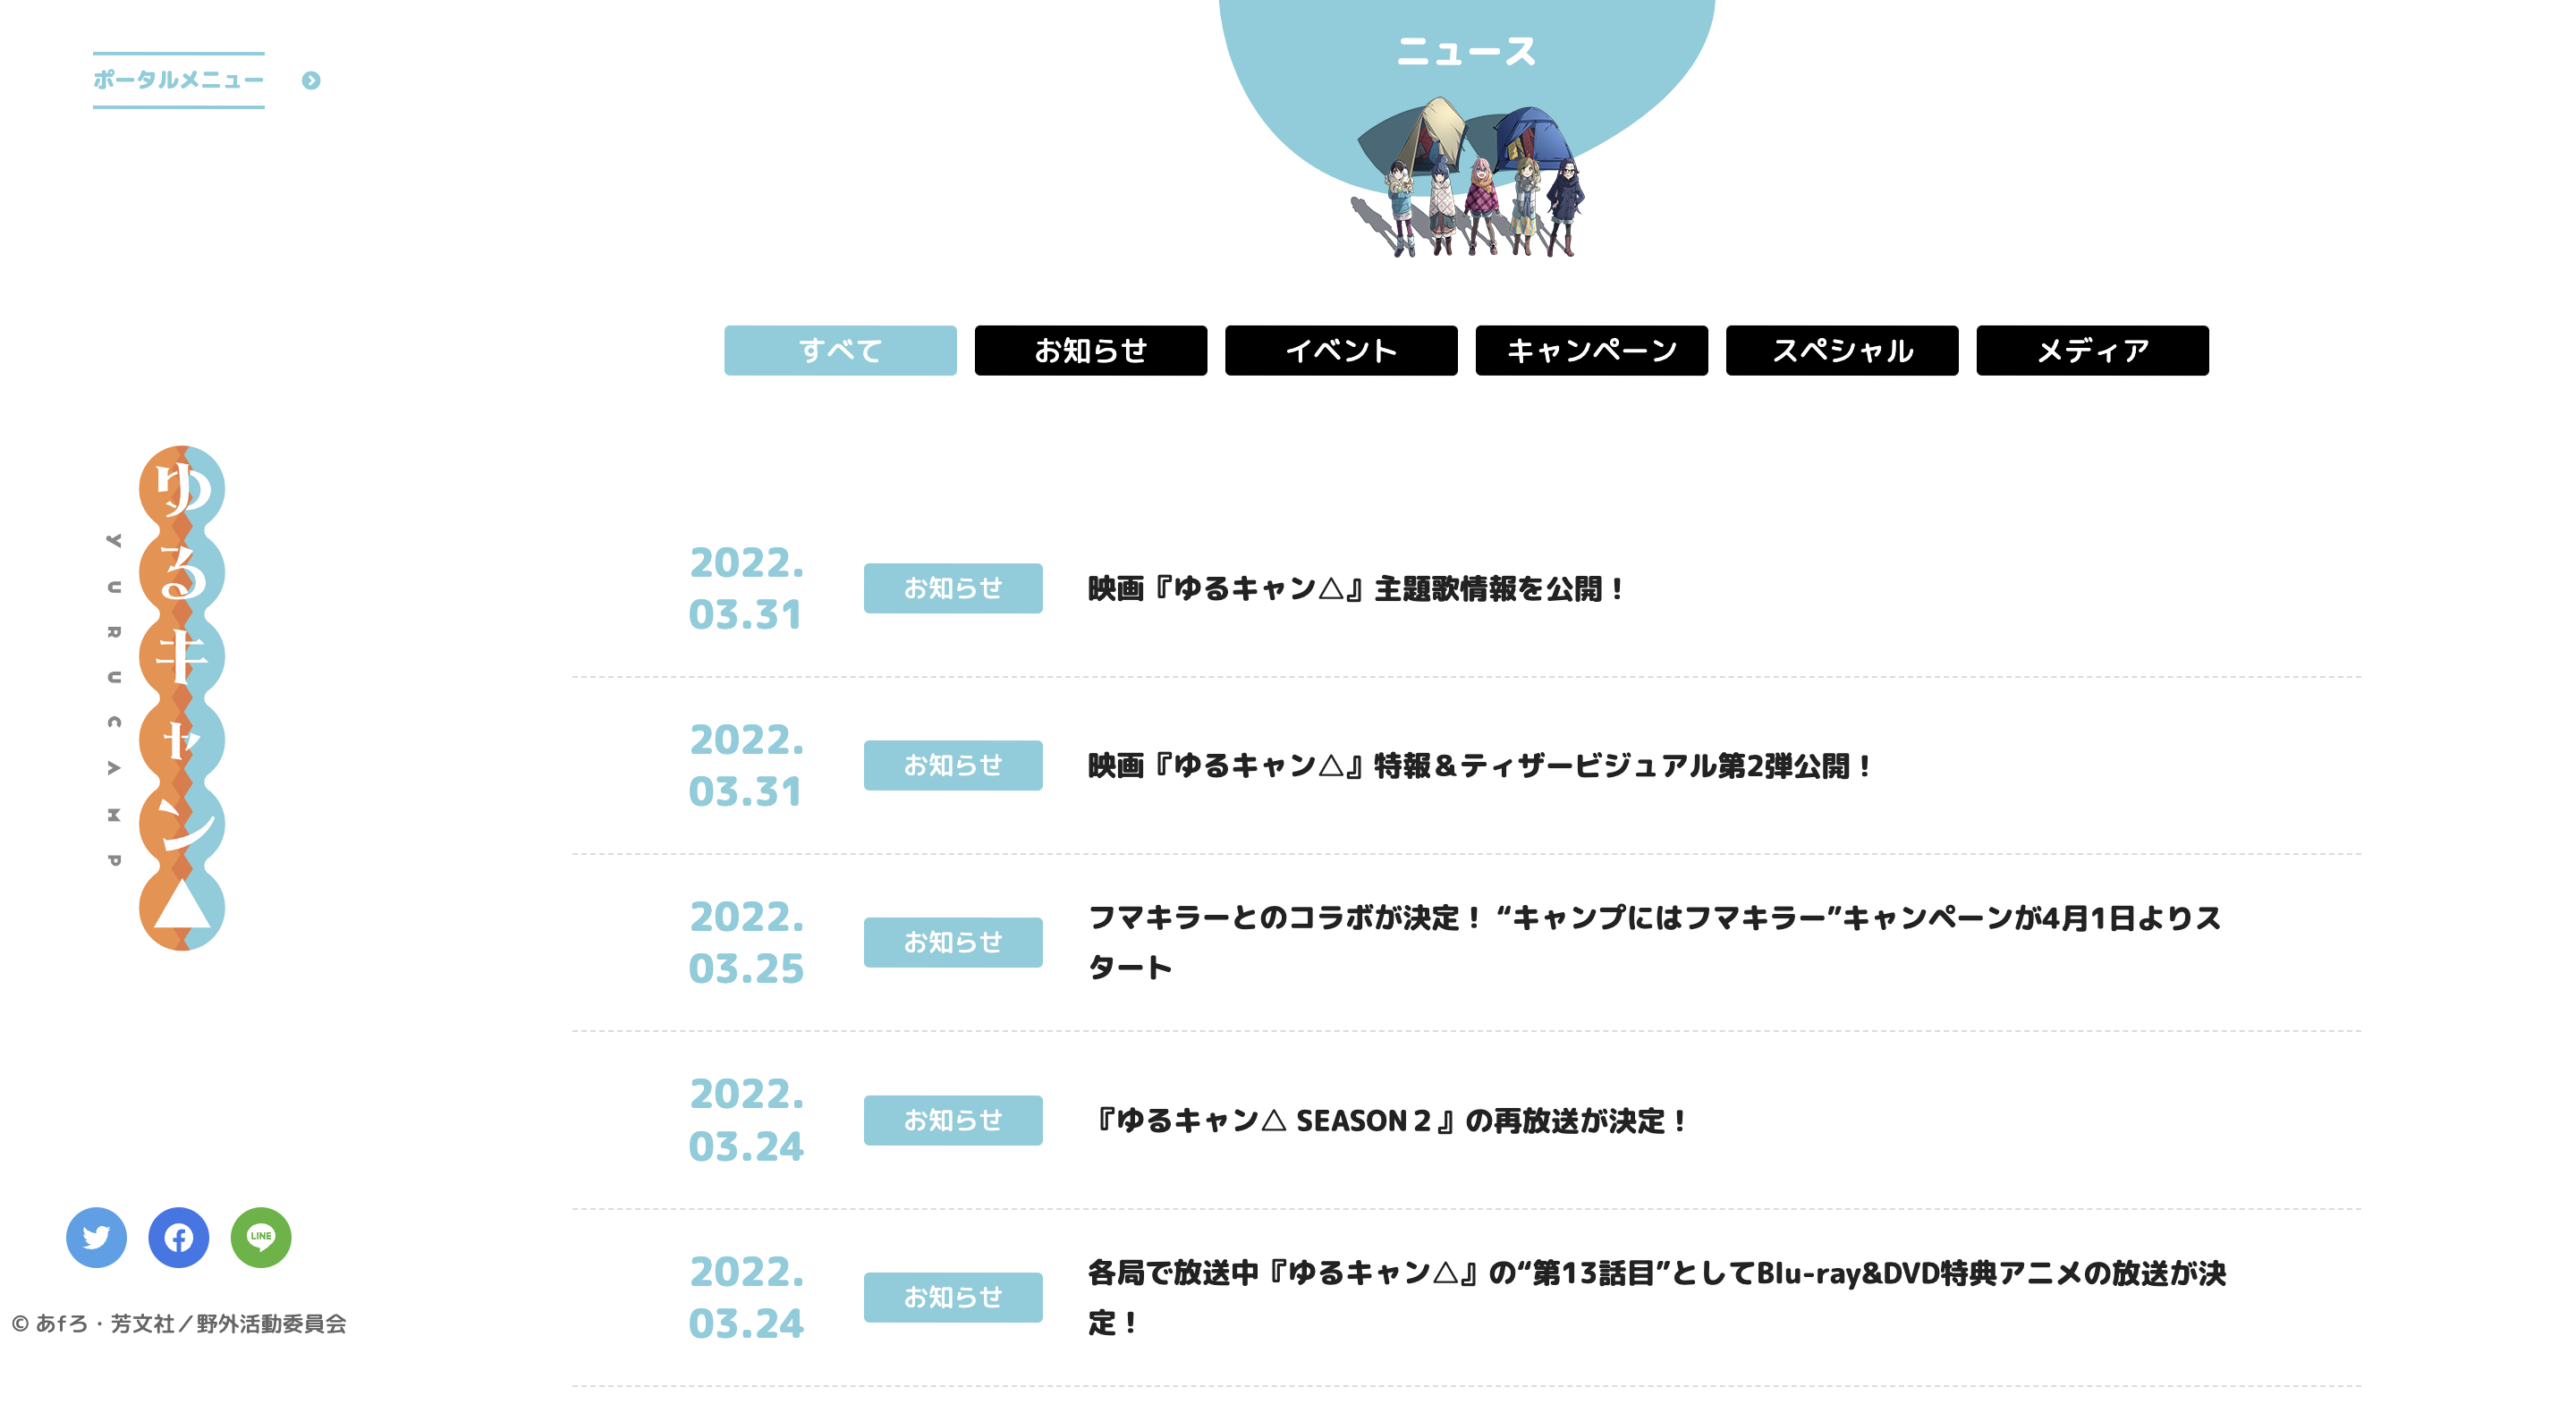 ポータルメニュー
ニュース
すべて
お知らせ
イベント
キャンペーン
スペシャル
メディア
ゆるキャン△
YURUCAMP
2022.
03.31
お知らせ
映画『ゆるキャン△』主題歌情報を公開！
2022.
03.31
お知らせ
映画『ゆるキャン△』特報＆ティザービジュアル第2弾公開！
2022.
03.25
お知らせ
フマキラーとのコラボが決定！ “キャンプにはフマキラー”キャンペーンが4月1日よりス
タート
2022.
03.24
お知らせ
『ゆるキャン△ SEASON２』の再放送が決定！
2022.
03.24
お知らせ
各局で放送中『ゆるキャン△』の“第13話目”としてBlu-ray&DVD特典アニメの放送が決
定！
LINE
© あfろ・芳文社／野外活動委員会